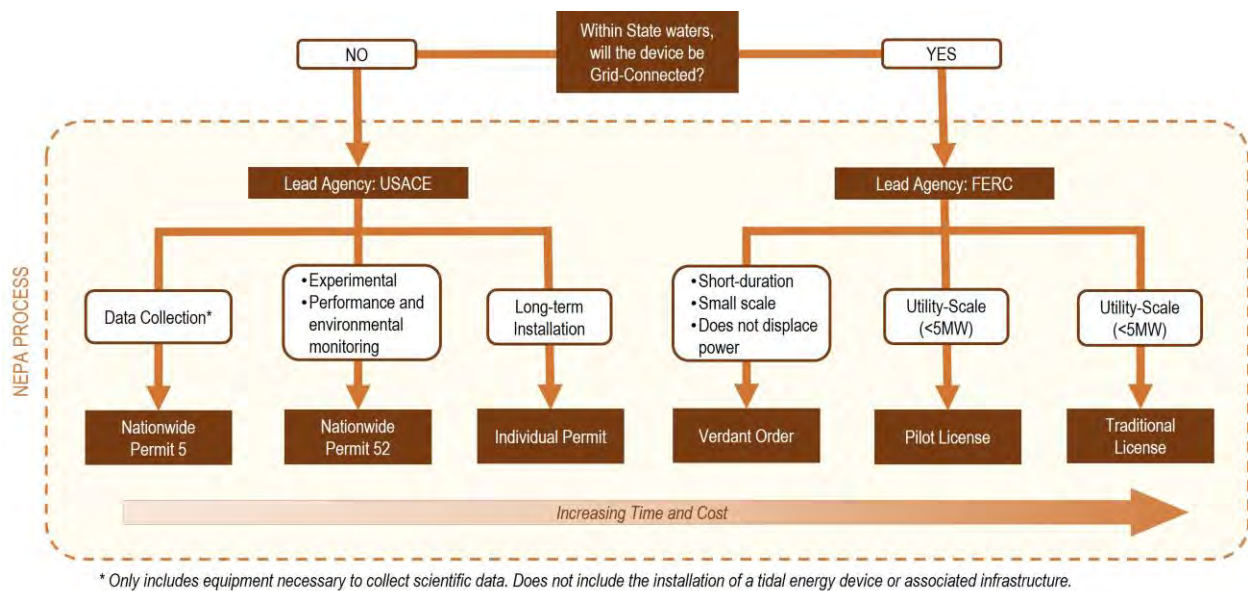 Within State waters,
will the device be
Grid-Connected?
NO
YES
NEPA PROCESS
Lead Agency: USACE
Lead Agency: FERC
Data Collection*
•Experimental
•Performance and
environmental
monitoring
Long-term
Installation
•Short-duration
•Small scale
•Does not displace
power
Utility-Scale
(<5MW)
Utility-Scale
(<5MW)
Nationwide
Permit 5
Nationwide
Permit 52
Individual Permit
Verdant Order
Pilot License
Traditional
License
Increasing Time and Cost
* Only includes equipment necessary to collect scientific data. Does not include the installation of a tidal energy device or associated infrastructure.